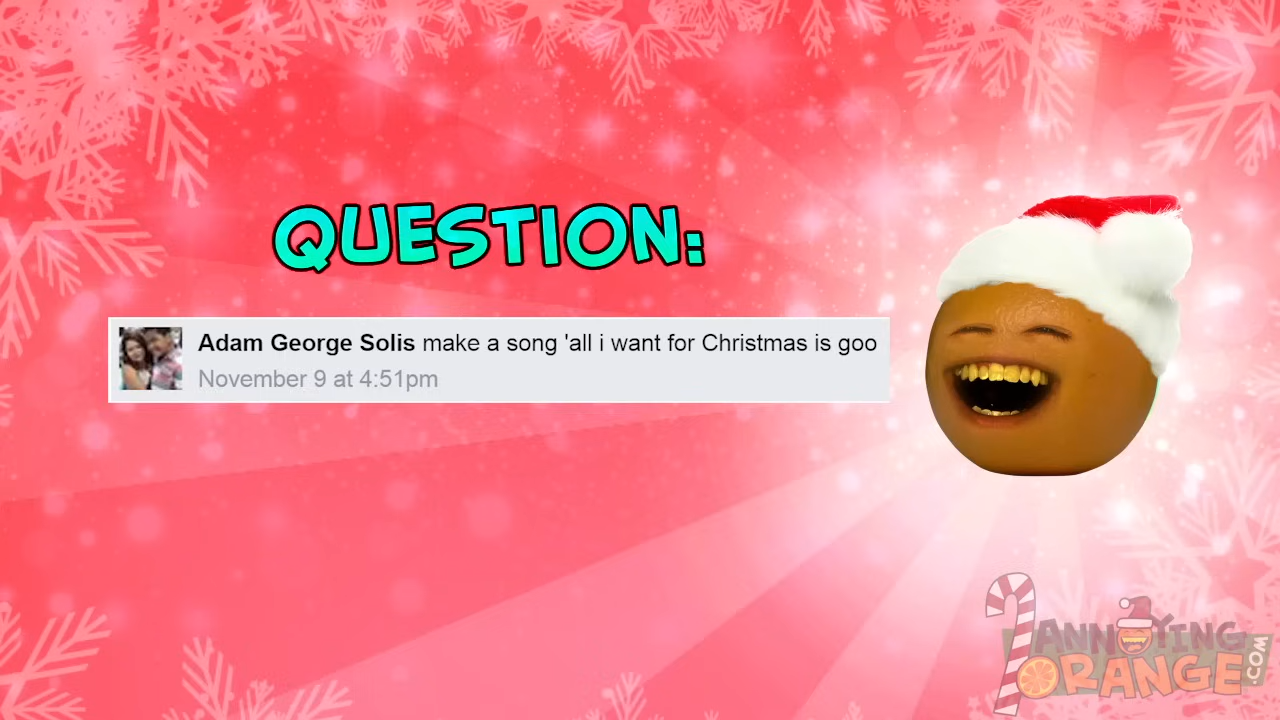 QUESTION:
Adam George Solis make a song 'all i want for Christmas is goo
November 9 at 4:51pm
ANNOYING
ORANGE.COM